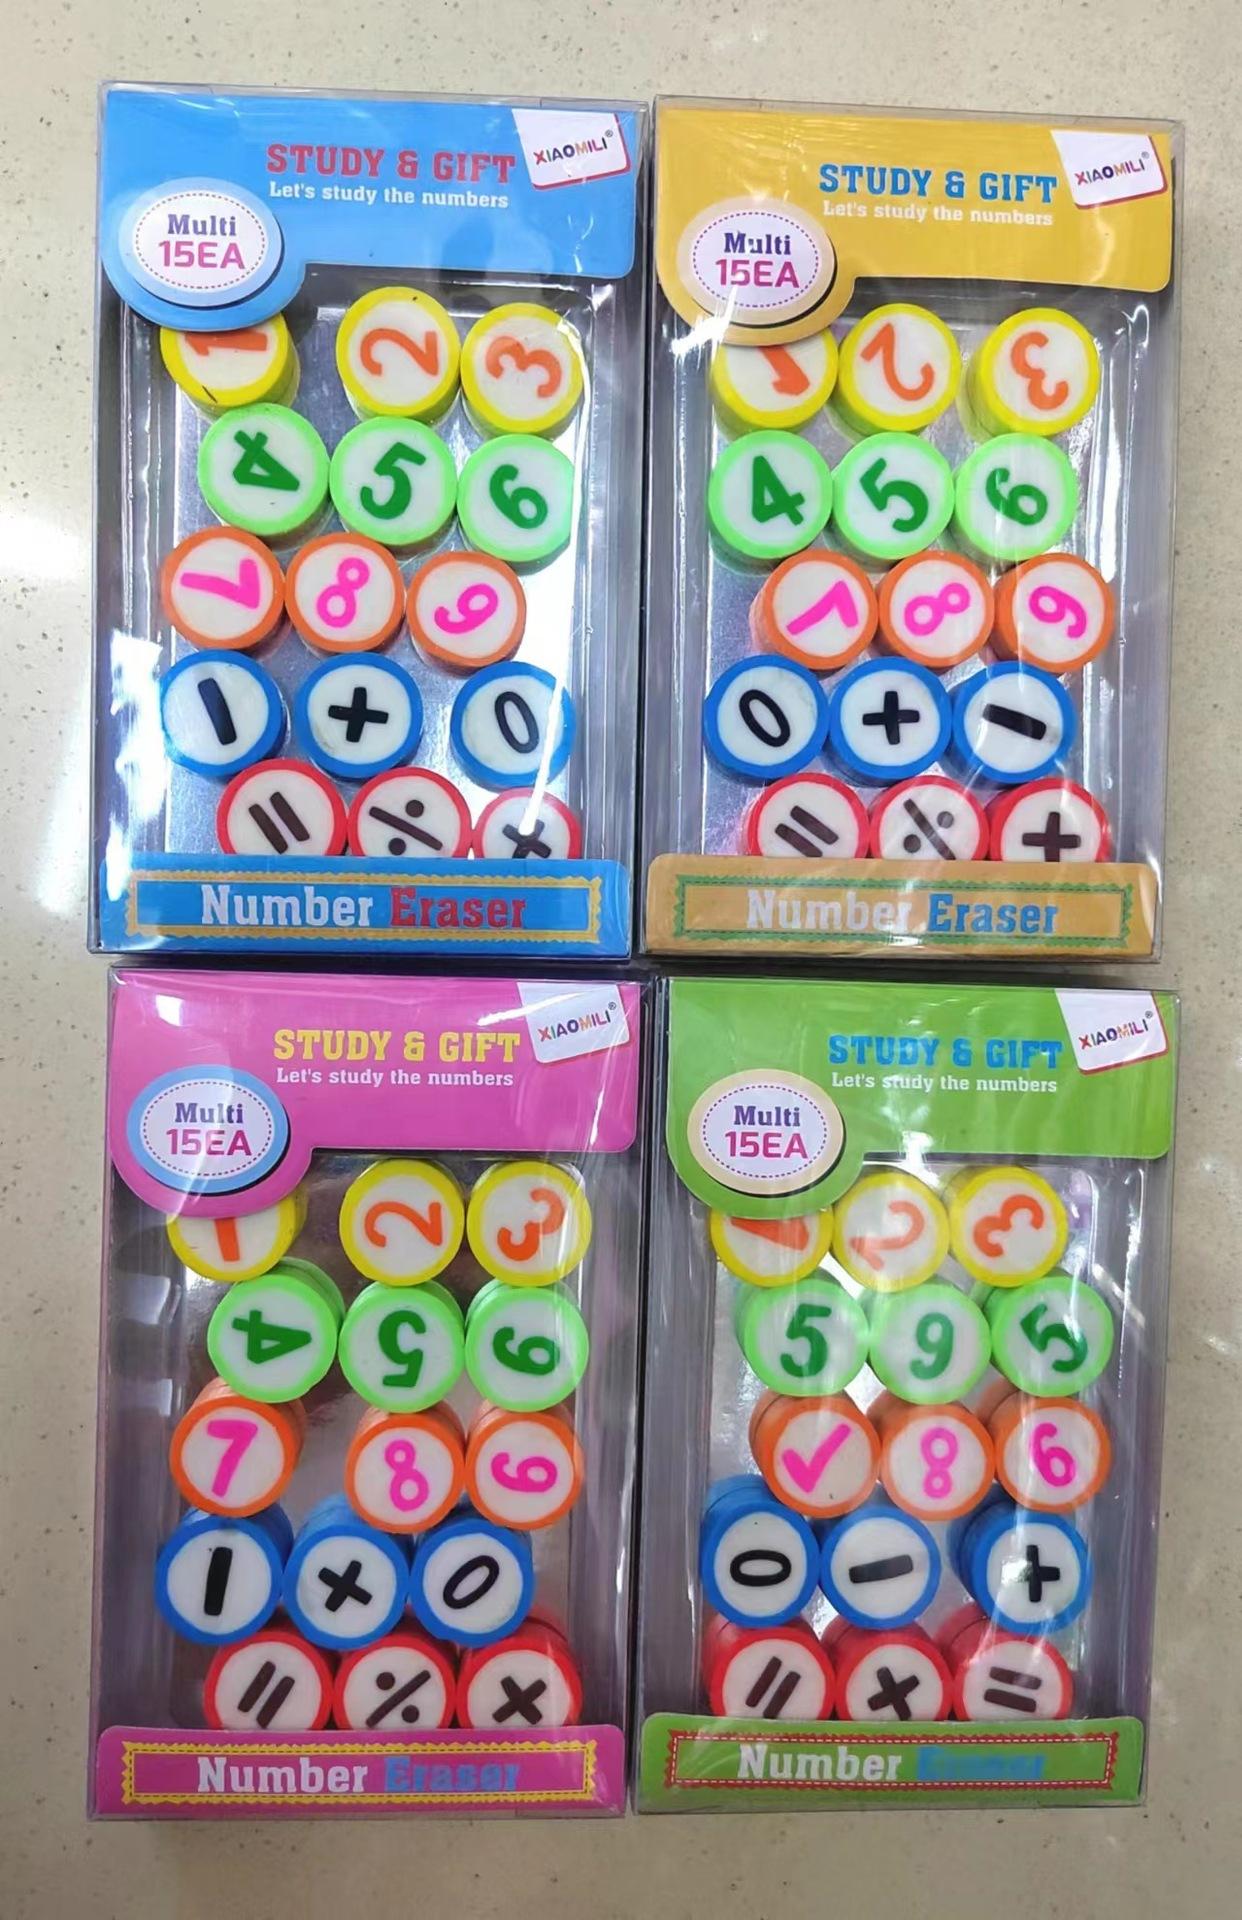 XIAOMILI®
STUDY & GIFT
Let's study the numbers
Multi
15EA
1 2 3
4 5 6
7 8 9
- + 0
= ÷ ×
Number Eraser
XIAOMILI®
STUDY & GIFT
Let's study the numbers
Multi
15EA
1 2 3
4 5 6
7 8 9
0 + -
= ÷ +
Number Eraser
XIAOMILI®
STUDY & GIFT
Let's study the numbers
Multi
15EA
1 2 3
4 5 6
7 8 9
- + 0
= ÷ ×
Number Eraser
XIAOMILI®
STUDY & GIFT
Let's study the numbers
Multi
15EA
1 2 3
5 6 5
7 8 6
0 - +
= × =
Number